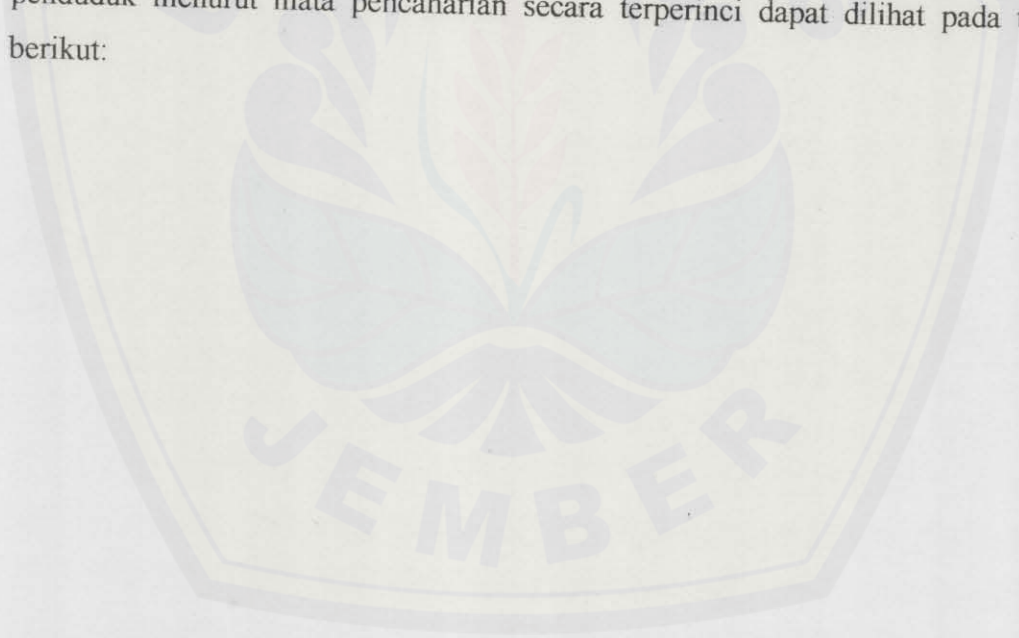 penduduk menurut mata pencaharian secara terperinci dapat dilihat pada
berikut:
JEMBER